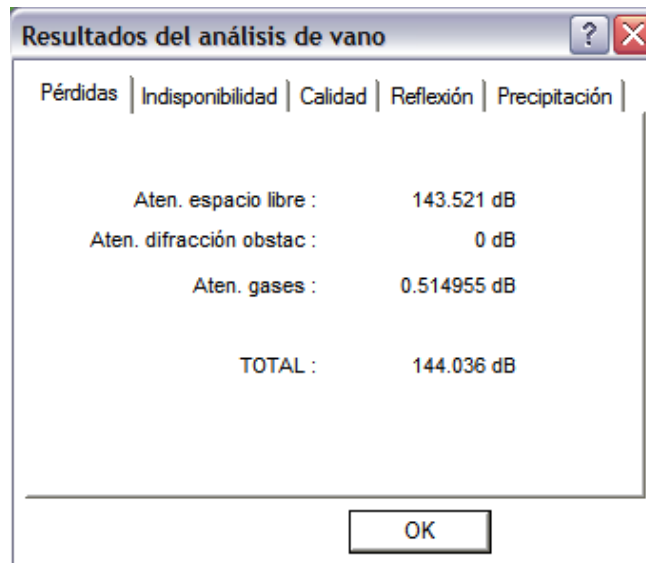 Resultados del análisis de vano
Pérdidas Indisponibilidad Calidad Reflexión Precipitación
Aten. espacio libre : 143.521 dB
Aten. difracción obstac : 0 dB
Aten. gases : 0.514955 dB
TOTAL : 144.036 dB
OK